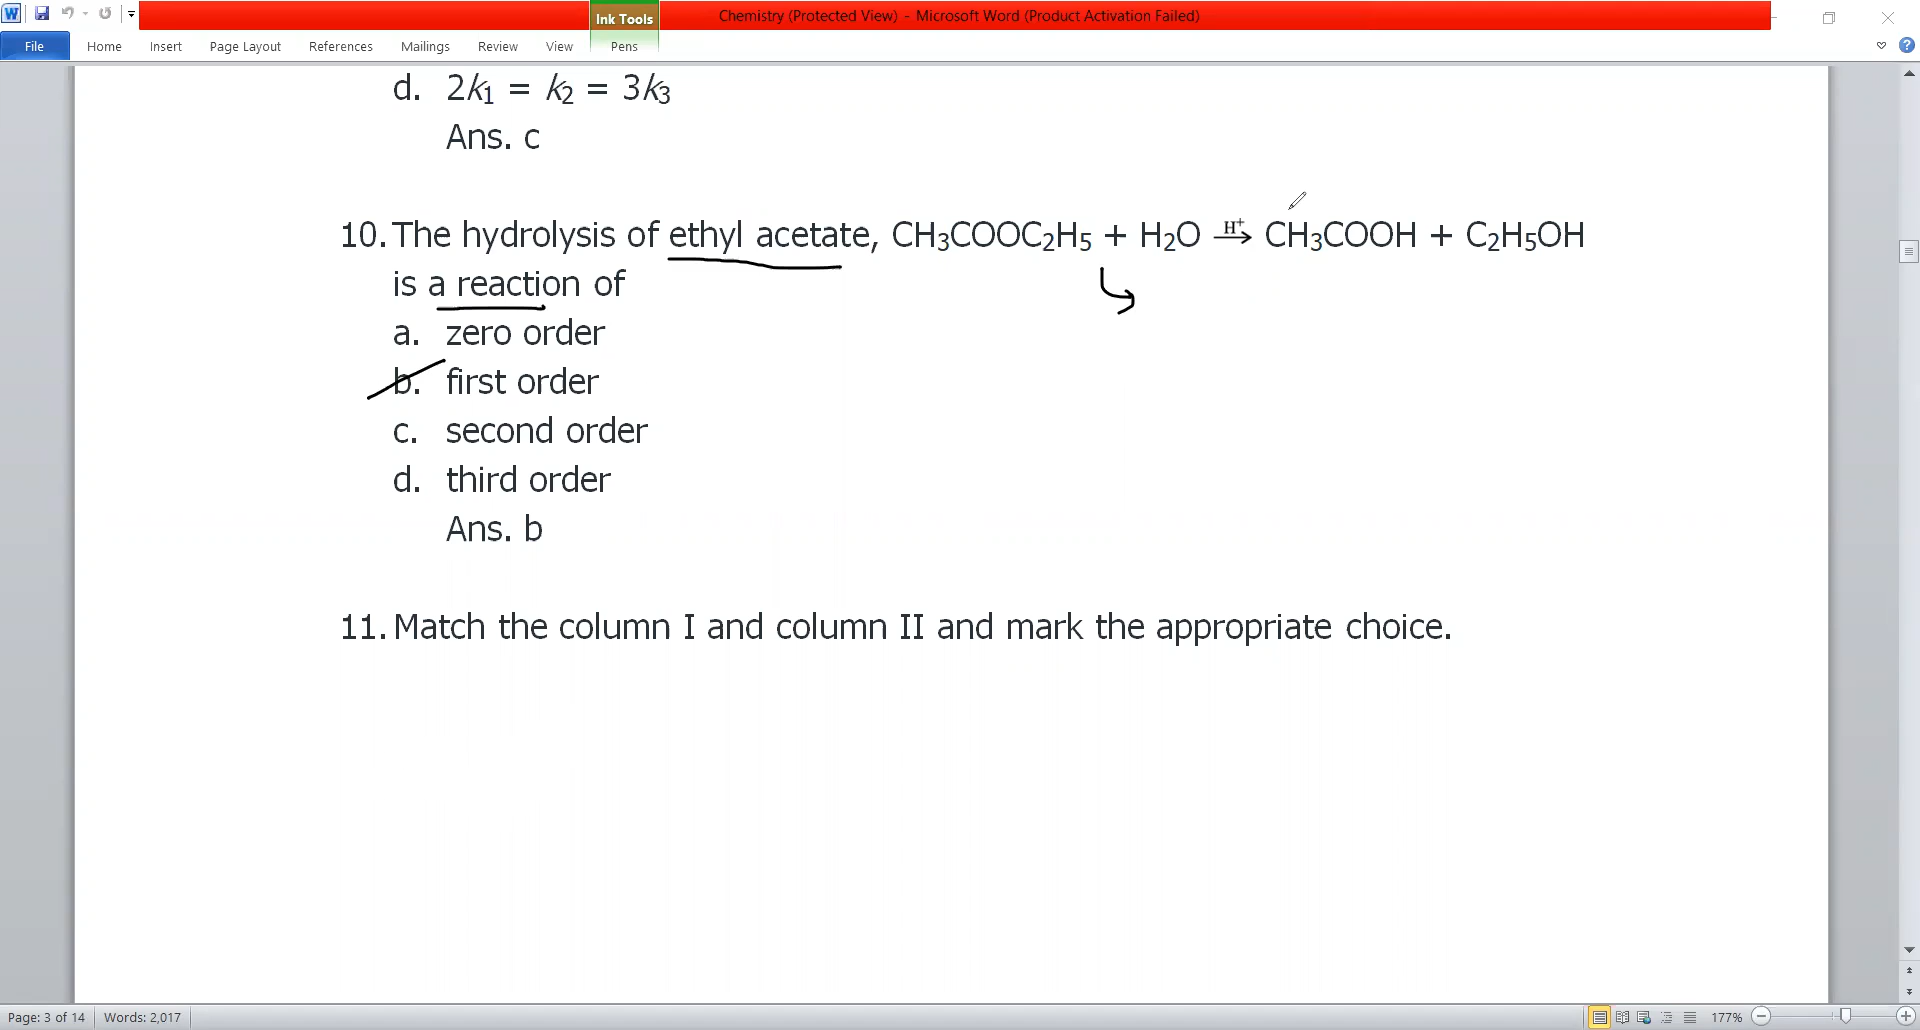 Ink Tools
Chemistry (Protected View) - Microsoft Word (Product Activation Failed)
File Home Insert Page Layout References Mailings Review View Pens
d. 2k₁ = k₂ = 3k₃
Ans. c
10. The hydrolysis of ethyl acetate, CH₃COOC₂H₅ + H₂O H⁺→ CH₃COOH + C₂H₅OH
is a reaction of
a. zero order
b. first order
c. second order
d. third order
Ans. b
11. Match the column I and column II and mark the appropriate choice.
Page: 3 of 14 Words: 2,017 177%